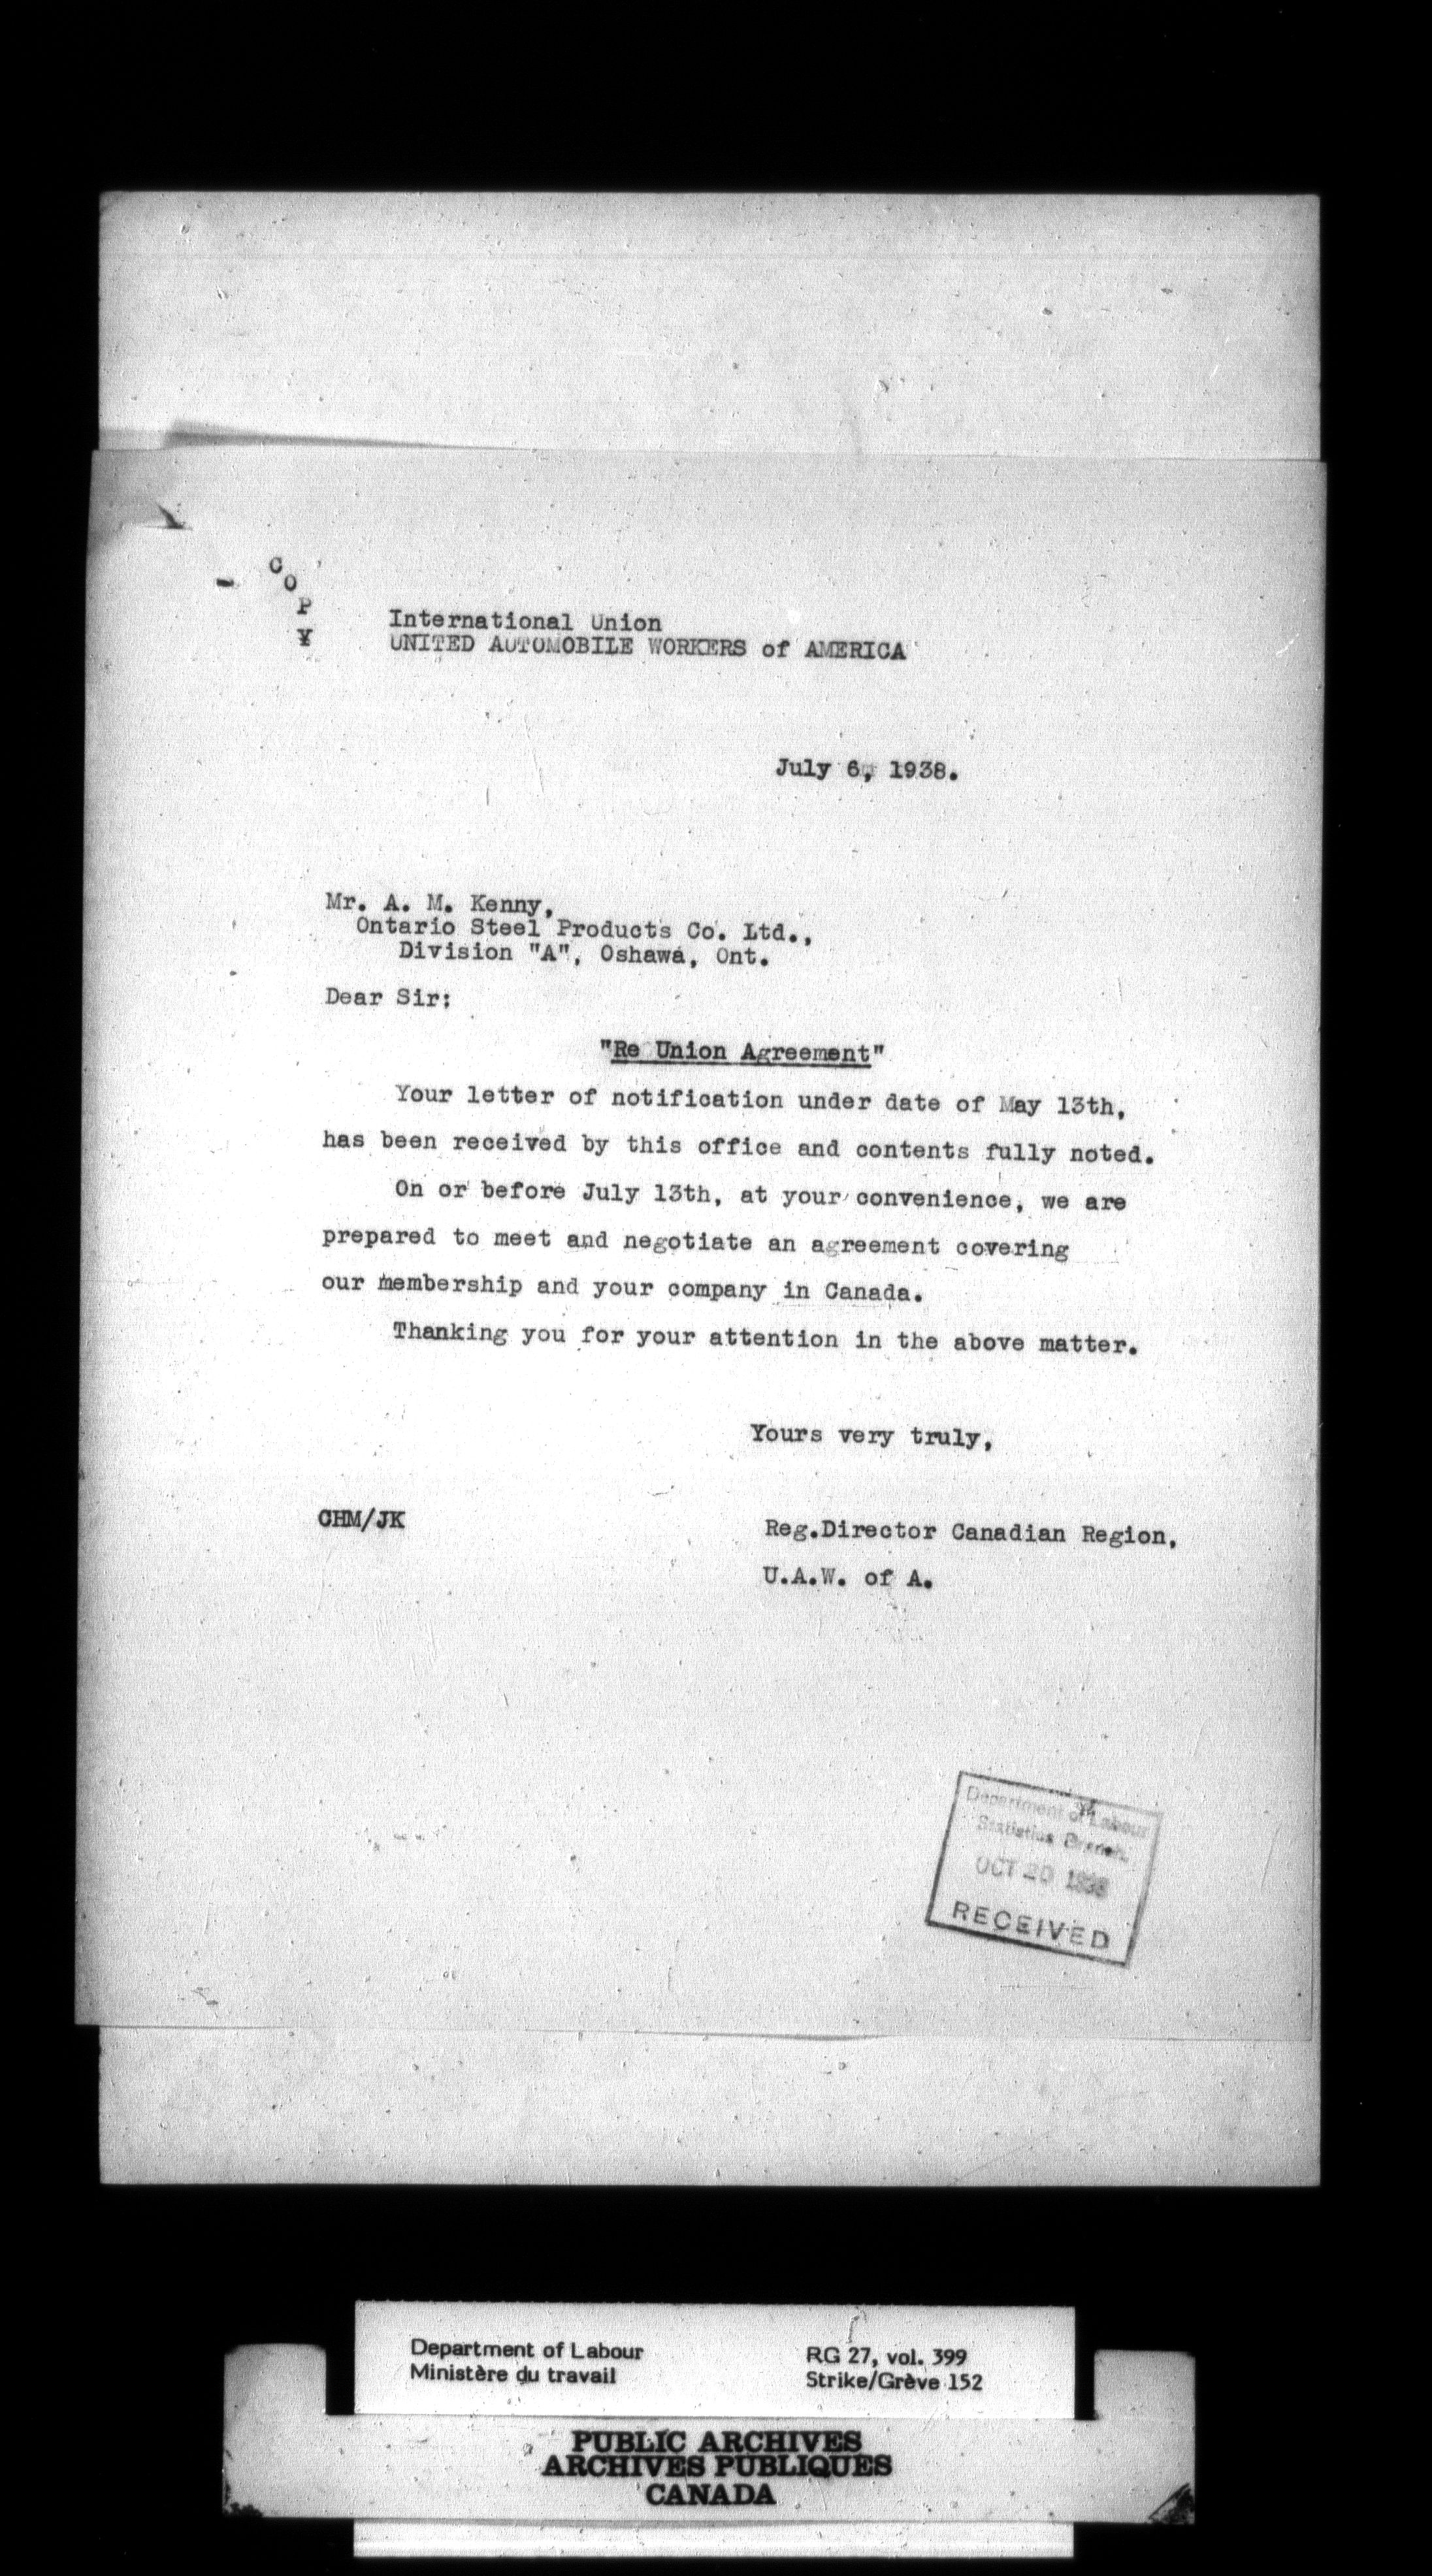 C
O
P
Y
International Union
UNITED AUTOMOBILE WORKERS of AMERICA
July 6, 1938.
Mr. A. M. Kenny,
Ontario Steel Products Co. Ltd.,
Division "A", Oshawa, Ont.
Dear Sir:
"Re Union Agreement"
Your letter of notification under date of May 13th,
has been received by this office and contents fully noted.
On or before July 13th, at your convenience, we are
prepared to meet and negotiate an agreement covering
our membership and your company in Canada.
Thanking you for your attention in the above matter.
Yours very truly,
CHM/JK
Reg.Director Canadian Region,
U.A.W. of A.
Department of Labour
Statistics Branch
OCT 20 1938
RECEIVED
Department of Labour
Ministère du travail
RG 27, vol. 399
Strike/Grève 152
PUBLIC ARCHIVES
ARCHIVES PUBLIQUES
CANADA